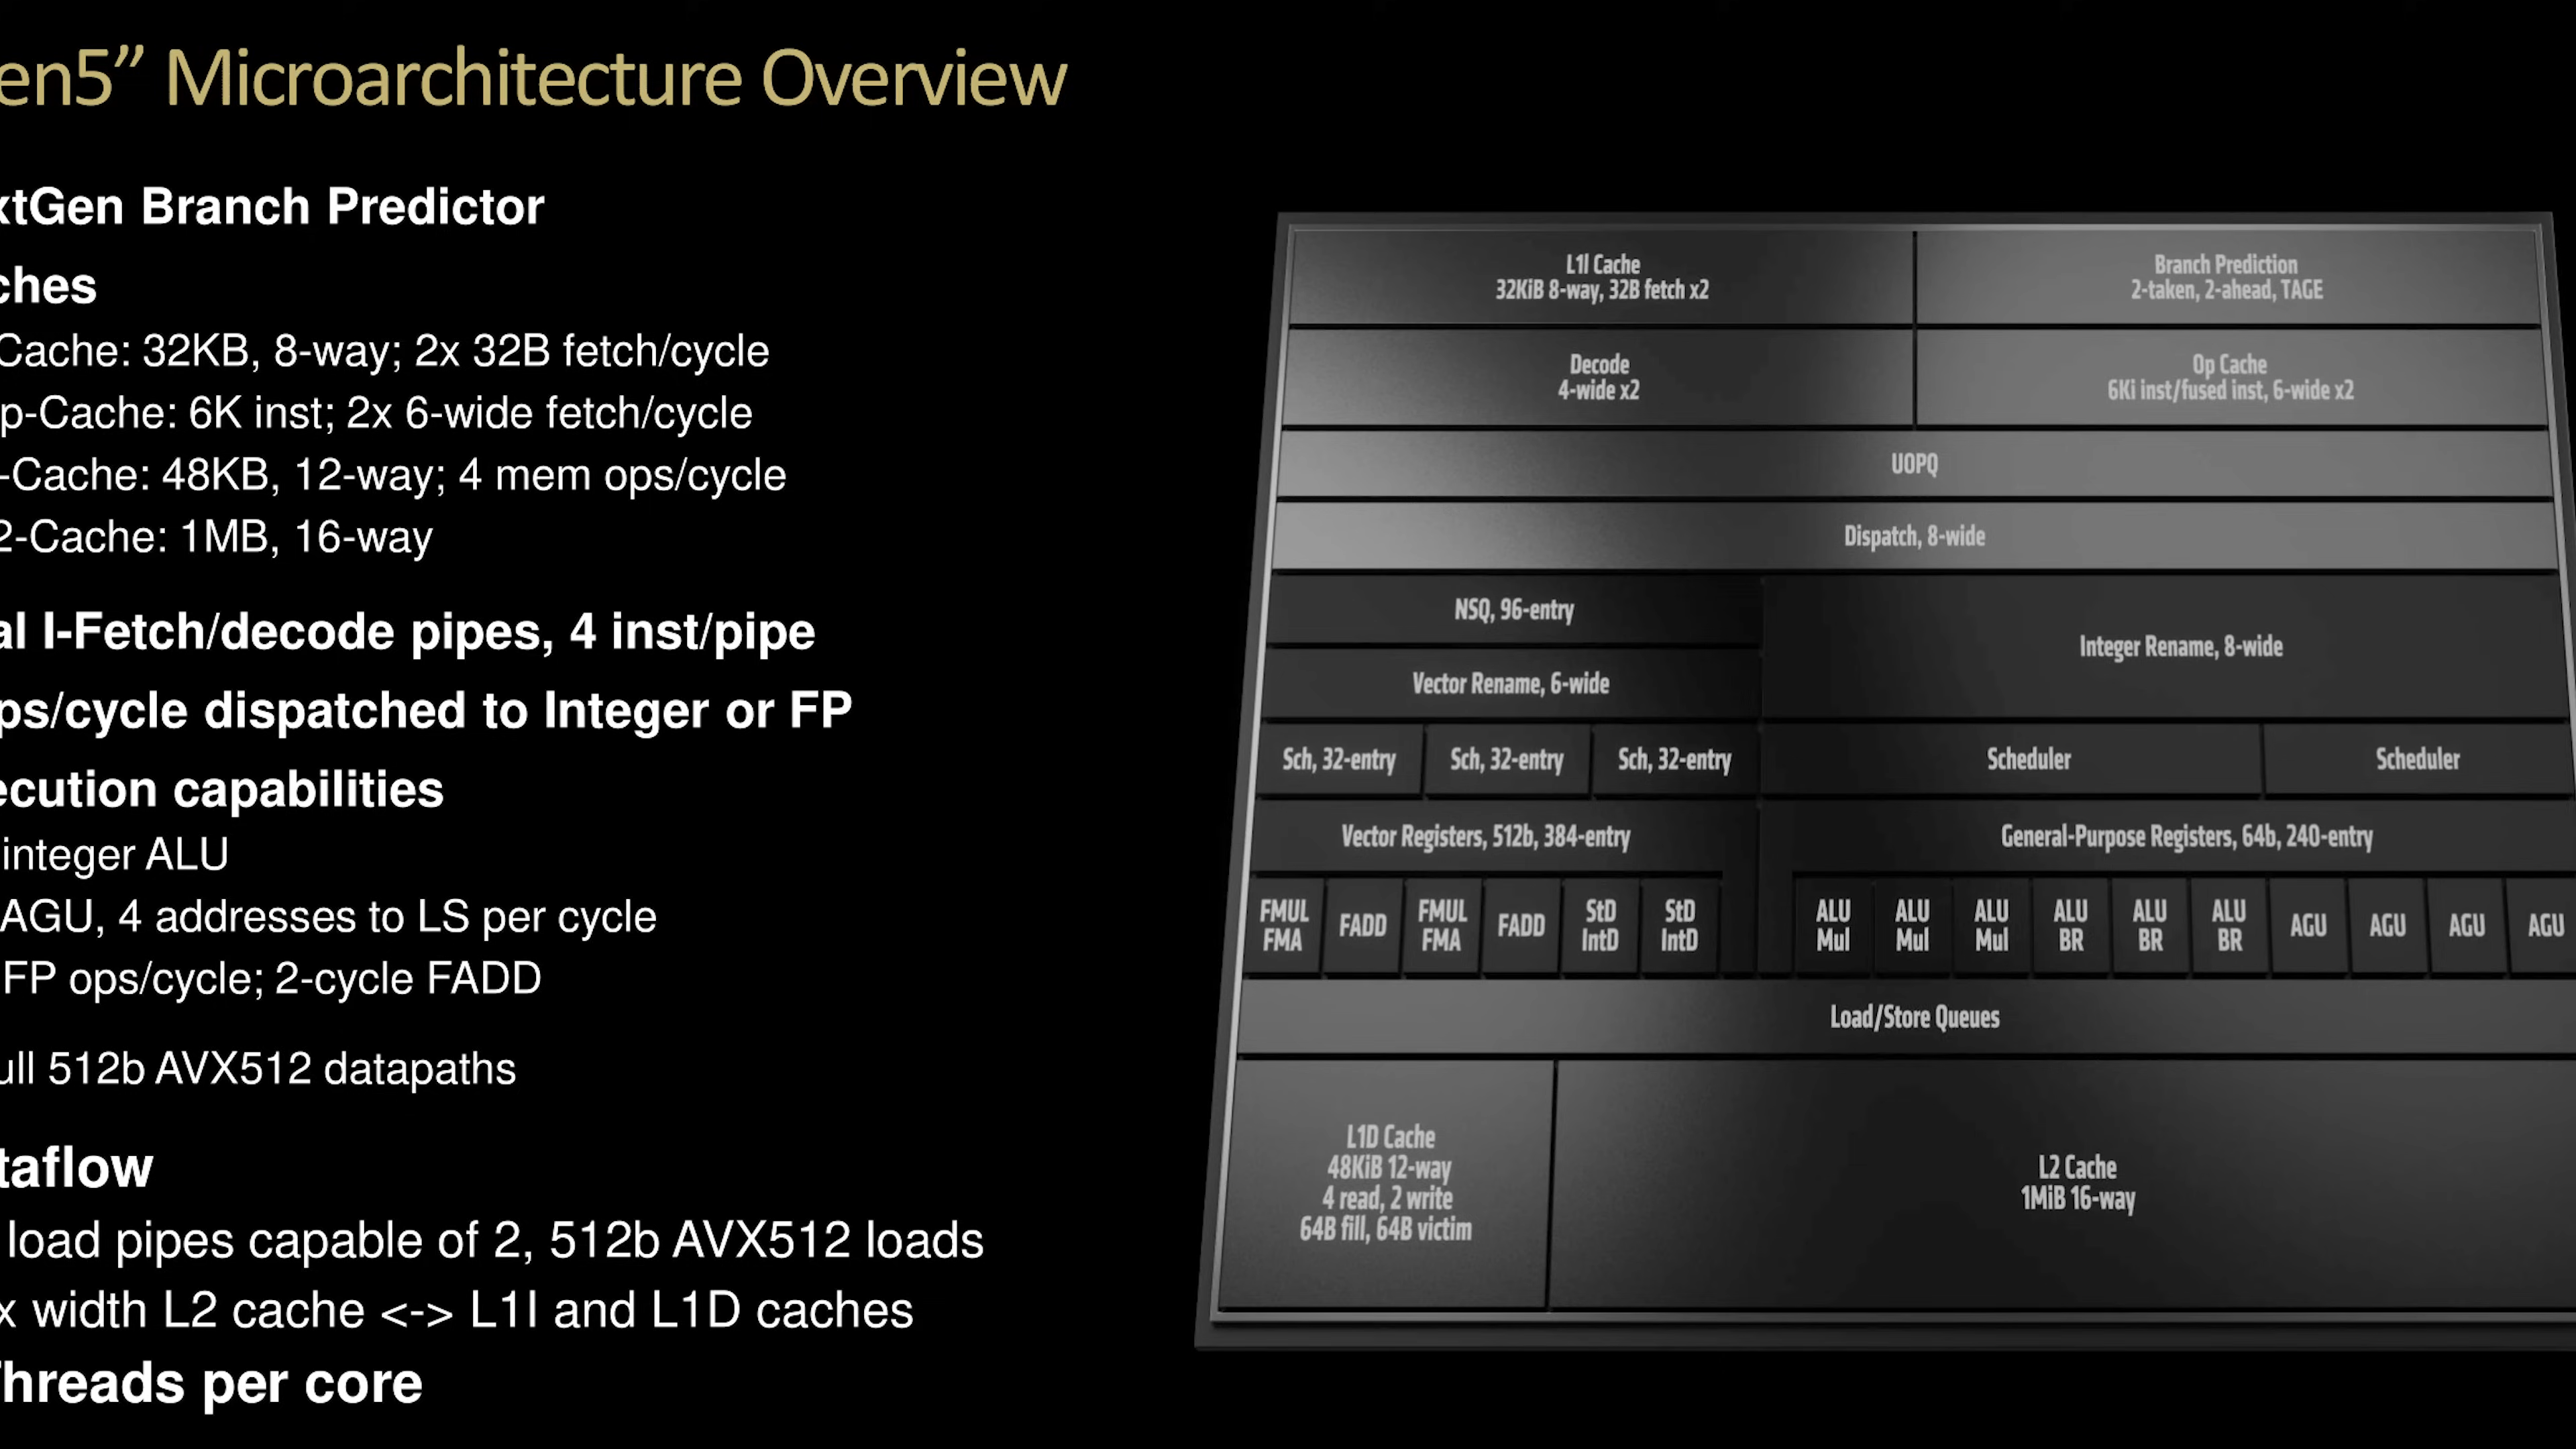 en5” Microarchitecture Overview
xtGen Branch Predictor
ches
Cache: 32KB, 8-way; 2x 32B fetch/cycle
p-Cache: 6K inst; 2x 6-wide fetch/cycle
-Cache: 48KB, 12-way; 4 mem ops/cycle
2-Cache: 1MB, 16-way
al I-Fetch/decode pipes, 4 inst/pipe
ps/cycle dispatched to Integer or FP
ecution capabilities
integer ALU
AGU, 4 addresses to LS per cycle
FP ops/cycle; 2-cycle FADD
ull 512b AVX512 datapaths
taflow
load pipes capable of 2, 512b AVX512 loads
x width L2 cache <-> L1I and L1D caches
Threads per core
L1I Cache
32KiB 8-way, 32B fetch x2
Branch Prediction
2-taken, 2-ahead, TAGE
Decode
4-wide x2
Op Cache
6Ki inst/fused inst, 6-wide x2
UOPQ
Dispatch, 8-wide
NSQ, 96-entry
Vector Rename, 6-wide
Integer Rename, 8-wide
Sch, 32-entry
Sch, 32-entry
Sch, 32-entry
Scheduler
Scheduler
Vector Registers, 512b, 384-entry
General-Purpose Registers, 64b, 240-entry
FMUL
FMA
FADD
FMUL
FMA
FADD
StD
IntD
StD
IntD
ALU
Mul
ALU
Mul
ALU
Mul
ALU
BR
ALU
BR
ALU
BR
AGU
AGU
AGU
AGU
Load/Store Queues
L1D Cache
48KiB 12-way
4 read, 2 write
64B fill, 64B victim
L2 Cache
1MiB 16-way